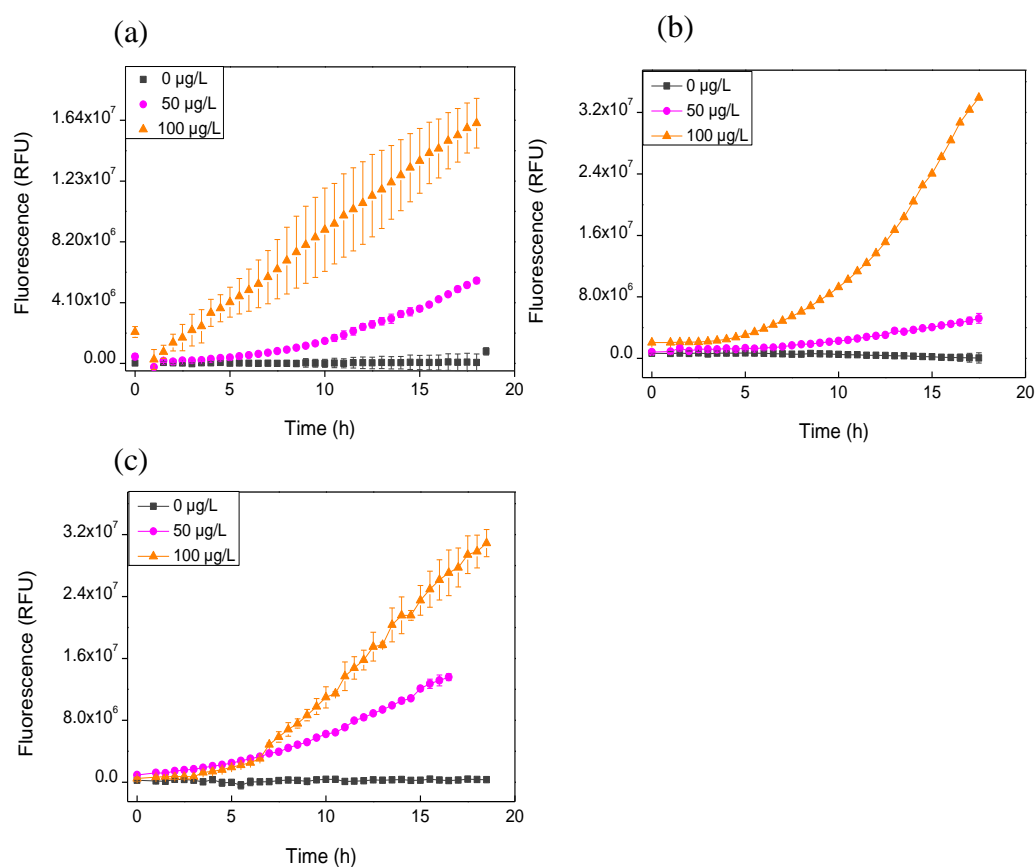 (a)
0 µg/L
50 µg/L
100 µg/L
1.64x10⁷
1.23x10⁷
8.20x10⁶
4.10x10⁶
0.00
Fluorescence (RFU)
0 5 10 15 20
Time (h)
(b)
0 µg/L
50 µg/L
100 µg/L
3.2x10⁷
2.4x10⁷
1.6x10⁷
8.0x10⁶
0.0
Fluorescence (RFU)
0 5 10 15 20
Time (h)
(c)
0 µg/L
50 µg/L
100 µg/L
3.2x10⁷
2.4x10⁷
1.6x10⁷
8.0x10⁶
0.0
Fluorescence (RFU)
0 5 10 15 20
Time (h)